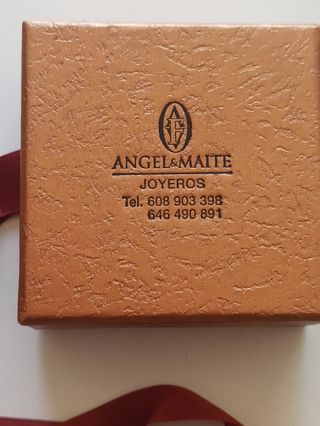 ANGEL&MAITE
JOYEROS
Tel. 608 903 398
646 490 891